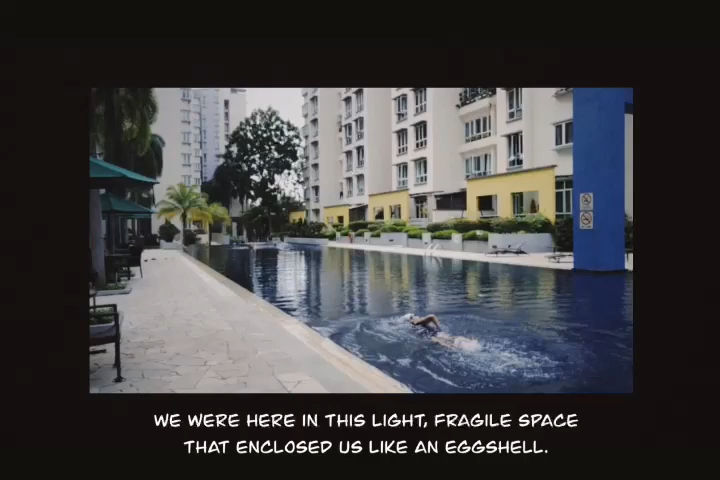 WE WERE HERE IN THIS LIGHT, FRAGILE SPACE
THAT ENCLOSED US LIKE AN EGGSHELL.